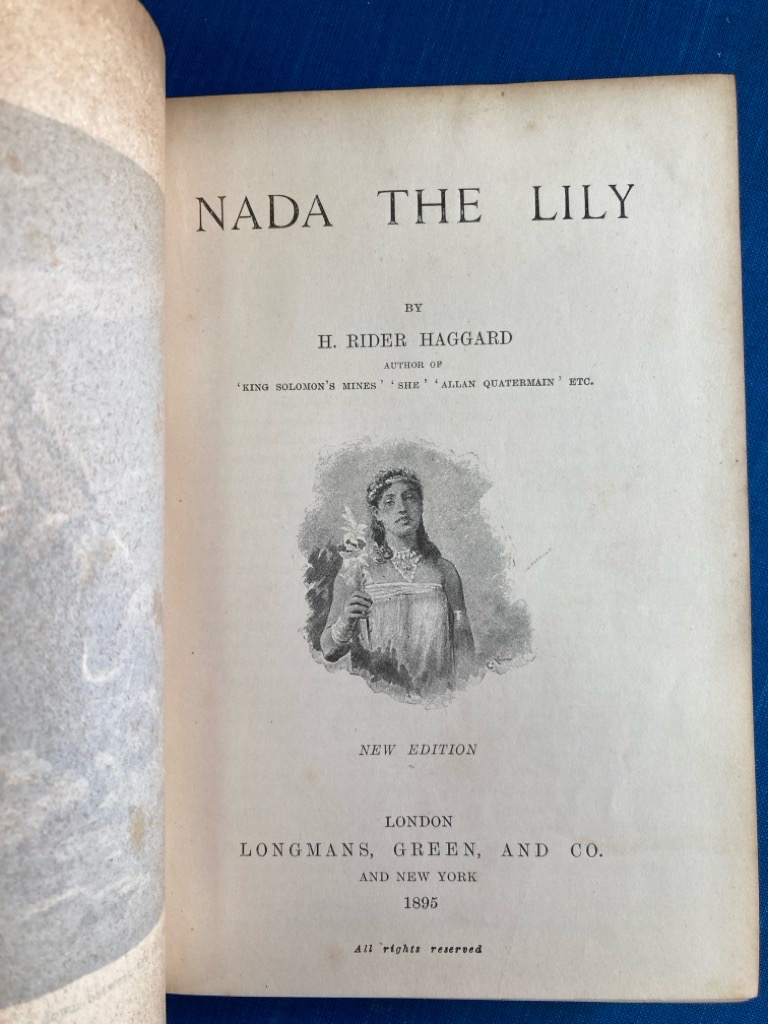 NADA THE LILY
BY
H. RIDER HAGGARD
AUTHOR OF
'KING SOLOMON'S MINES' 'SHE' 'ALLAN QUATERMAIN' ETC.
NEW EDITION
LONDON
LONGMANS, GREEN, AND CO.
AND NEW YORK
1895
All rights reserved